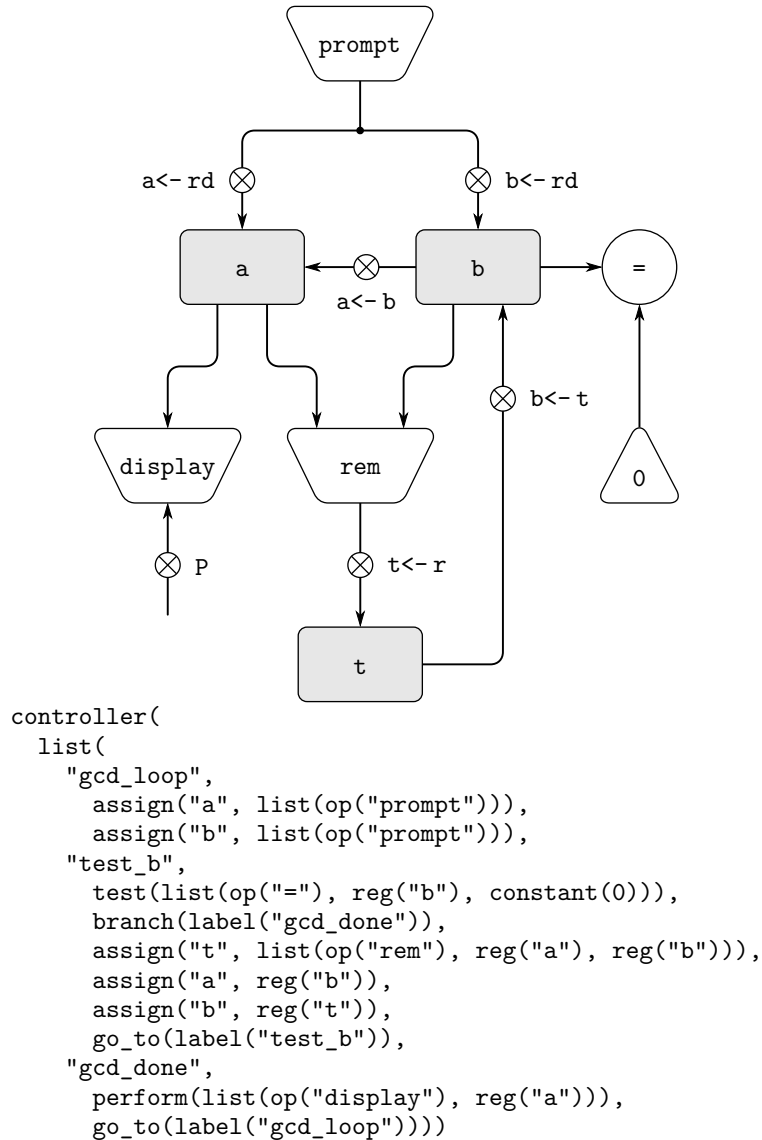 prompt
a<-rd
b<-rd
a
b
=
a<-b
b<-t
display
rem
0
P
t<-r
t
controller(
  list(
    "gcd_loop",
      assign("a", list(op("prompt"))),
      assign("b", list(op("prompt"))),
    "test_b",
      test(list(op("="), reg("b"), constant(0))),
      branch(label("gcd_done")),
      assign("t", list(op("rem"), reg("a"), reg("b"))),
      assign("a", reg("b")),
      assign("b", reg("t")),
      go_to(label("test_b")),
    "gcd_done",
      perform(list(op("display"), reg("a"))),
      go_to(label("gcd_loop"))))